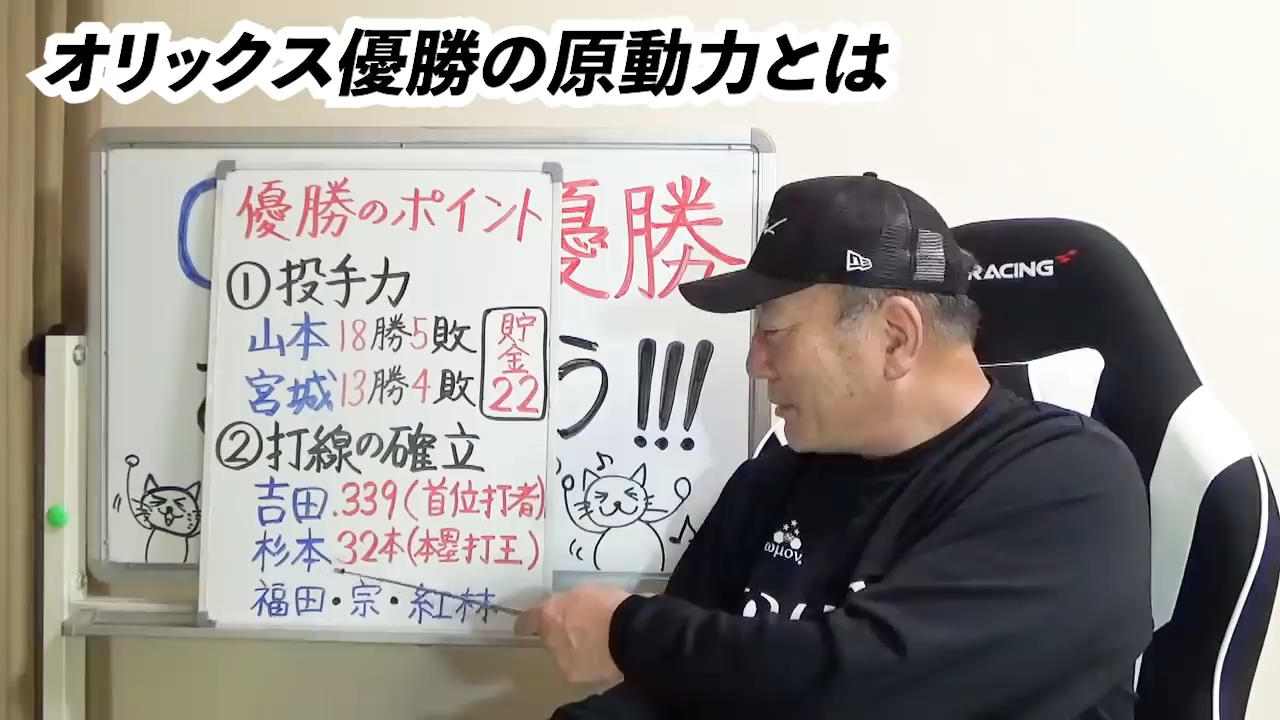 オリックス優勝の原動力とは
優勝のポイント
①投手力
山本18勝5敗
宮城13勝4敗
貯金22
②打線の確立
吉田.339(首位打者)
杉本32本(本塁打王)
福田・宗・紅林
優勝
う!!!
RACING
ωμον.